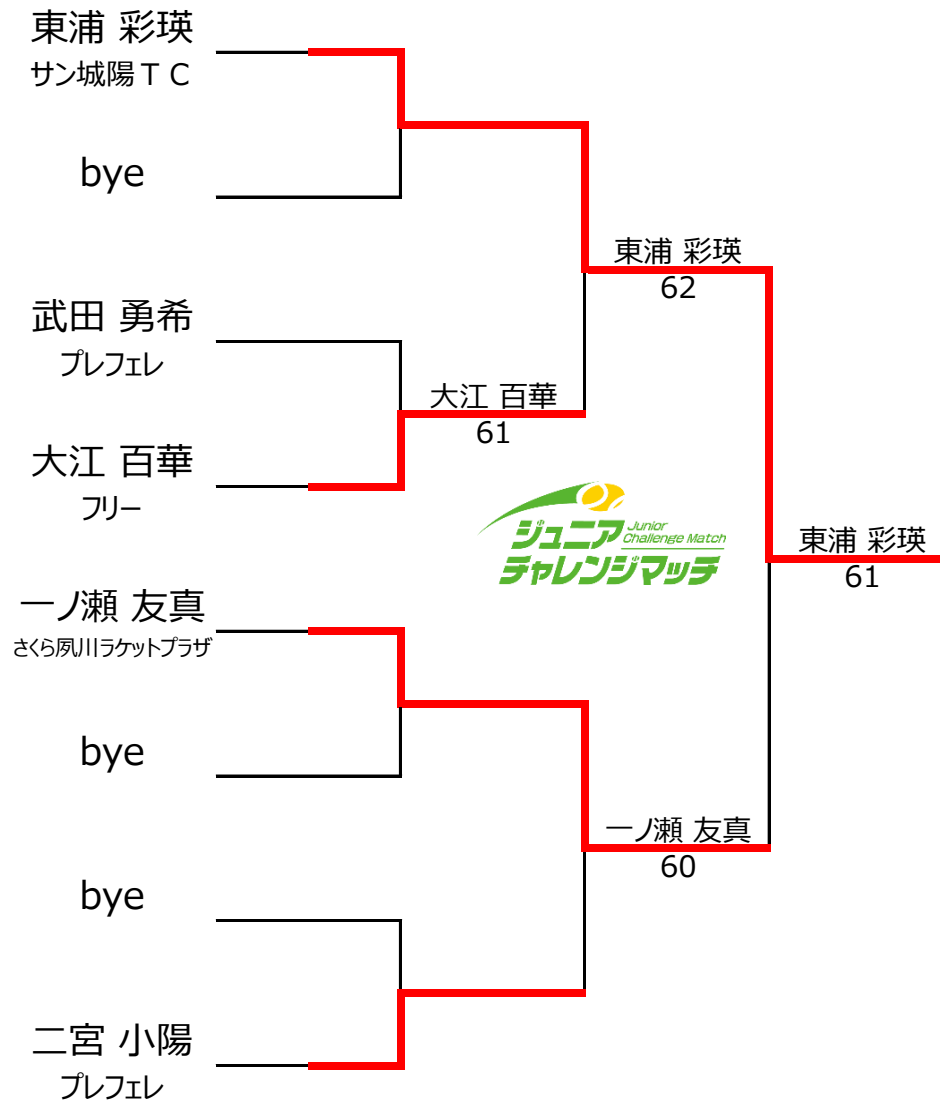 東浦 彩瑛
サン城陽ＴＣ
bye
東浦 彩瑛
62
武田 勇希
プレフェレ
大江 百華
61
大江 百華
フリー
ジュニア
Junior
Challenge Match
チャレンジマッチ
東浦 彩瑛
61
一ノ瀬 友真
さくら夙川ラケットプラザ
bye
一ノ瀬 友真
60
bye
二宮 小陽
プレフェレ